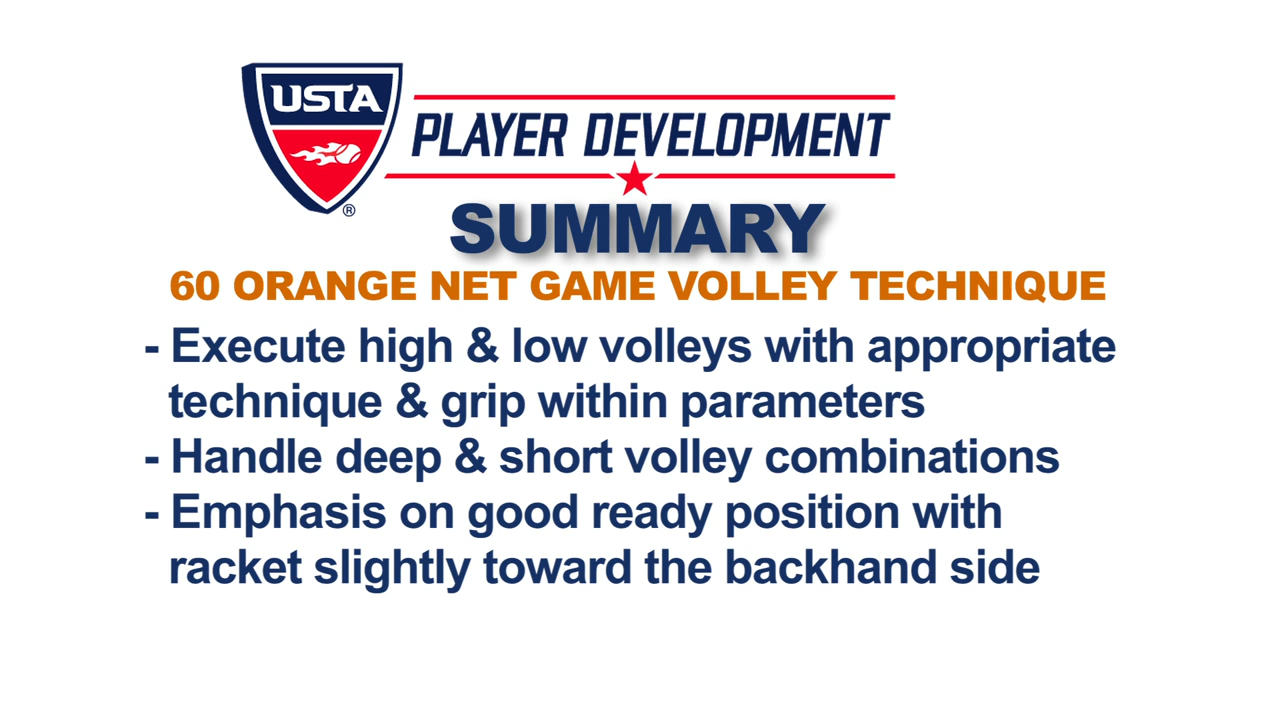 USTA
PLAYER DEVELOPMENT
®
SUMMARY
60 ORANGE NET GAME VOLLEY TECHNIQUE
- Execute high & low volleys with appropriate
technique & grip within parameters
- Handle deep & short volley combinations
- Emphasis on good ready position with
racket slightly toward the backhand side